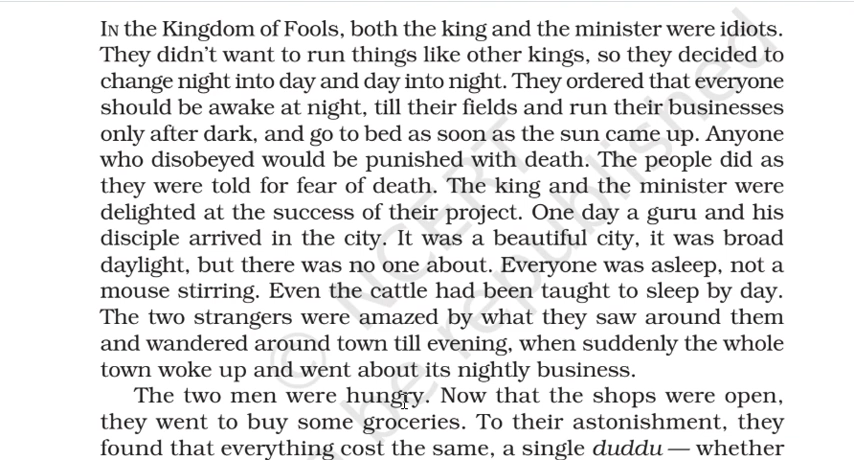 IN the Kingdom of Fools, both the king and the minister were idiots.
They didn't want to run things like other kings, so they decided to
change night into day and day into night. They ordered that everyone
should be awake at night, till their fields and run their businesses
only after dark, and go to bed as soon as the sun came up. Anyone
who disobeyed would be punished with death. The people did as
they were told for fear of death. The king and the minister were
delighted at the success of their project. One day a guru and his
disciple arrived in the city. It was a beautiful city, it was broad
daylight, but there was no one about. Everyone was asleep, not a
mouse stirring. Even the cattle had been taught to sleep by day.
The two strangers were amazed by what they saw around them
and wandered around town till evening, when suddenly the whole
town woke up and went about its nightly business.
The two men were hungry. Now that the shops were open,
they went to buy some groceries. To their astonishment, they
found that everything cost the same, a single duddu — whether
© NCERT
be republished